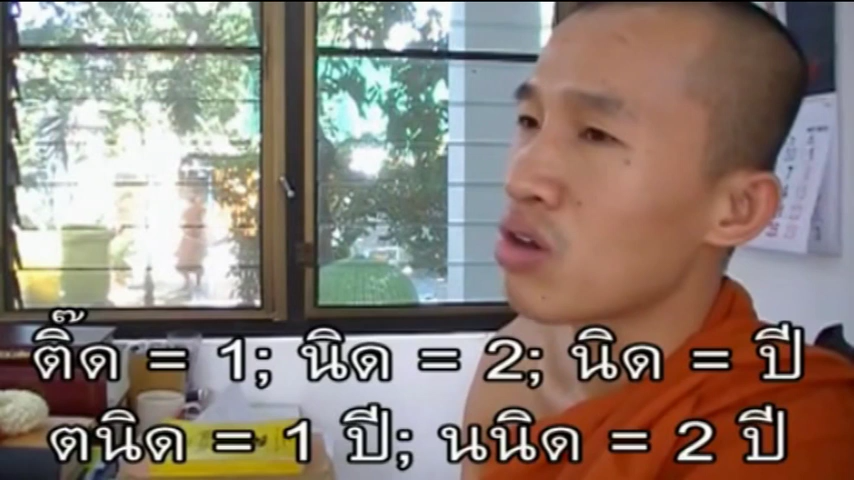 ติ๊ด = 1; นิด = 2; นิด = ปี
ตนิด = 1 ปี; นนิด = 2 ปี